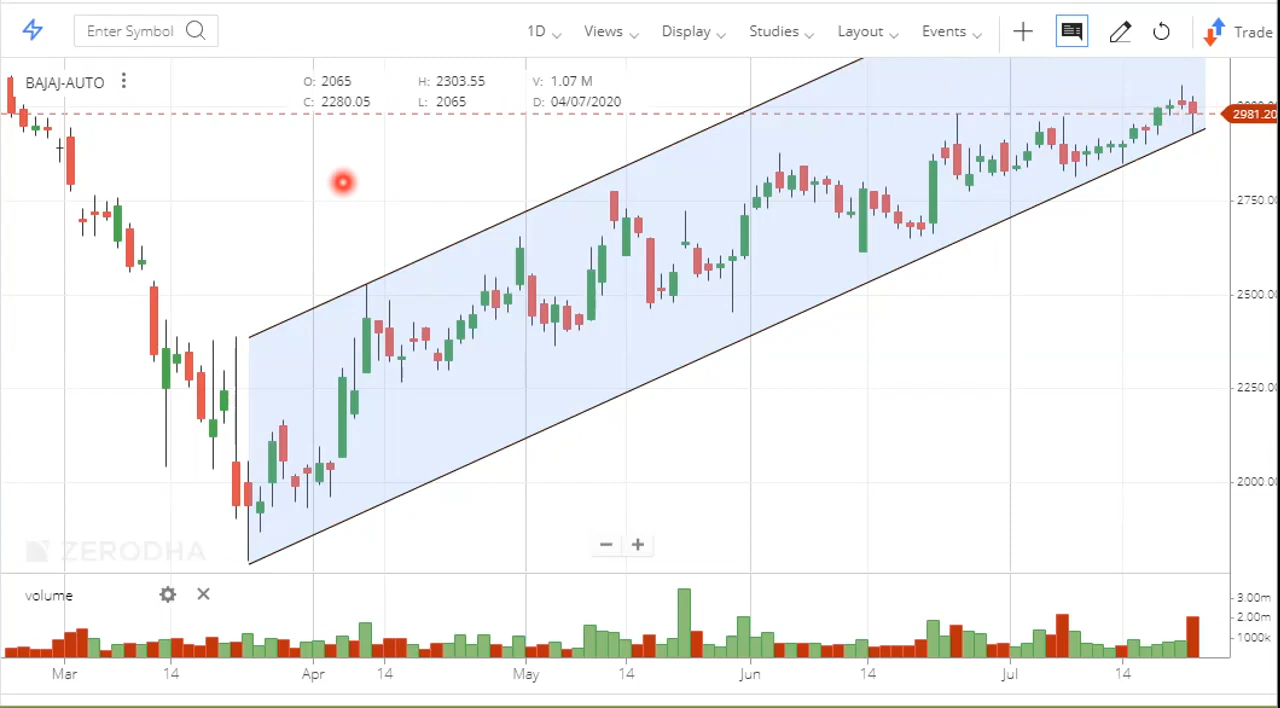 Enter Symbol 1D Views Display Studies Layout Events Trade
BAJAJ-AUTO O: 2065 H: 2303.55 V: 1.07 M
C: 2280.05 L: 2065 D: 04/07/2020
2981.20
2750.00
2500.00
2250.00
2000.00
ZERODHA
volume
3.00m
2.00m
1000k
Mar 14 Apr 14 May 14 Jun 14 Jul 14